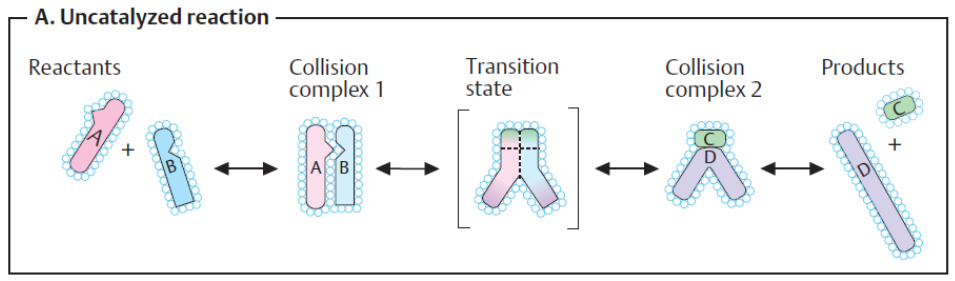 A. Uncatalyzed reaction
Reactants
Collision
complex 1
Transition
state
Collision
complex 2
Products
A
+
B
A
B
C
D
C
+
D